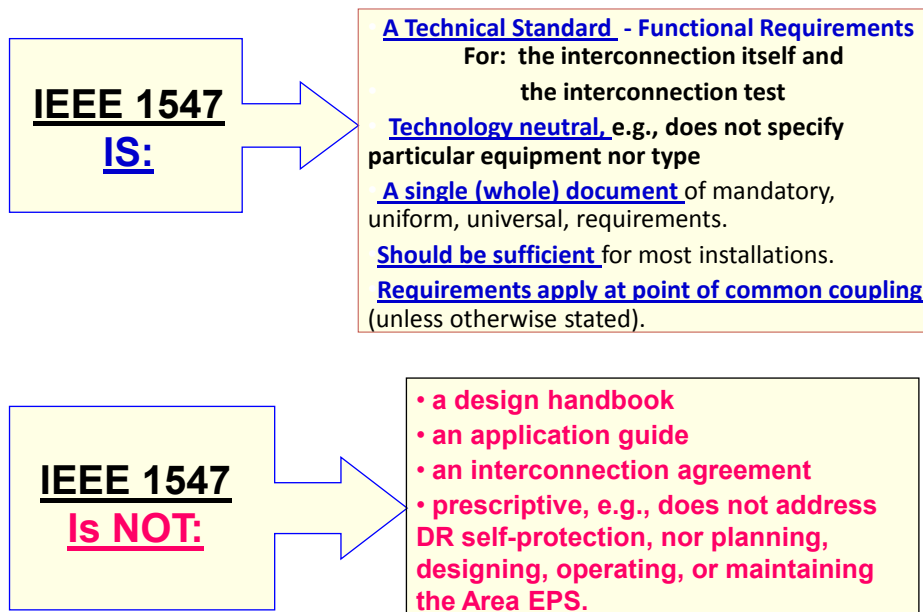 IEEE 1547
IS:
A Technical Standard - Functional Requirements
For: the interconnection itself and
the interconnection test
Technology neutral, e.g., does not specify
particular equipment nor type
A single (whole) document of mandatory,
uniform, universal, requirements.
Should be sufficient for most installations.
Requirements apply at point of common coupling
(unless otherwise stated).
IEEE 1547
Is NOT:
• a design handbook
• an application guide
• an interconnection agreement
• prescriptive, e.g., does not address
DR self-protection, nor planning,
designing, operating, or maintaining
the Area EPS.